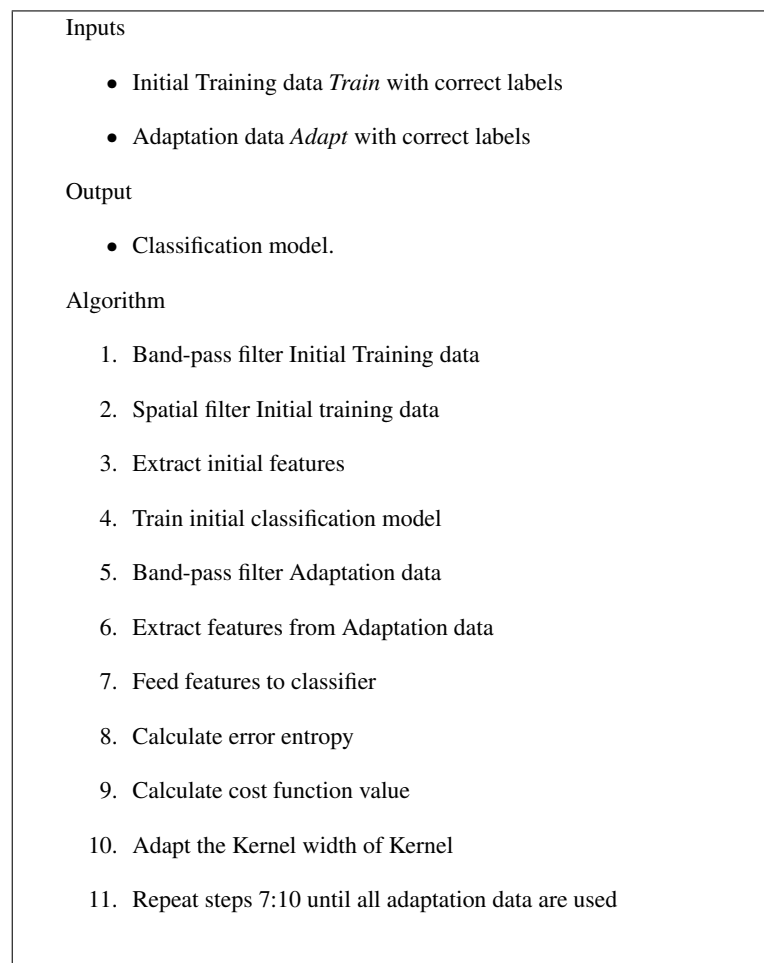 Inputs
• Initial Training data Train with correct labels
• Adaptation data Adapt with correct labels
Output
• Classification model.
Algorithm
1. Band-pass filter Initial Training data
2. Spatial filter Initial training data
3. Extract initial features
4. Train initial classification model
5. Band-pass filter Adaptation data
6. Extract features from Adaptation data
7. Feed features to classifier
8. Calculate error entropy
9. Calculate cost function value
10. Adapt the Kernel width of Kernel
11. Repeat steps 7:10 until all adaptation data are used